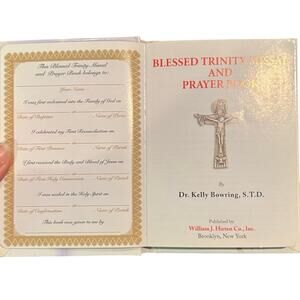 This Blessed Trinity Missal
and Prayer Book belongs to:
Your Name
I was first welcomed into the Family of God on
at
Date of Baptism Name of Parish
I celebrated my First Reconciliation on
at
Date of First Penance Name of Parish
I first received the Body and Blood of Jesus on
at
Date of First Holy Communion Name of Parish
I was sealed in the Holy Spirit on
at
Date of Confirmation Name of Parish
This book was given to me by
BLESSED TRINITY MISSAL
AND
PRAYER BOOK
By
Dr. Kelly Bowring, S.T.D.
Published by
William J. Hirten Co., Inc.
Brooklyn, New York